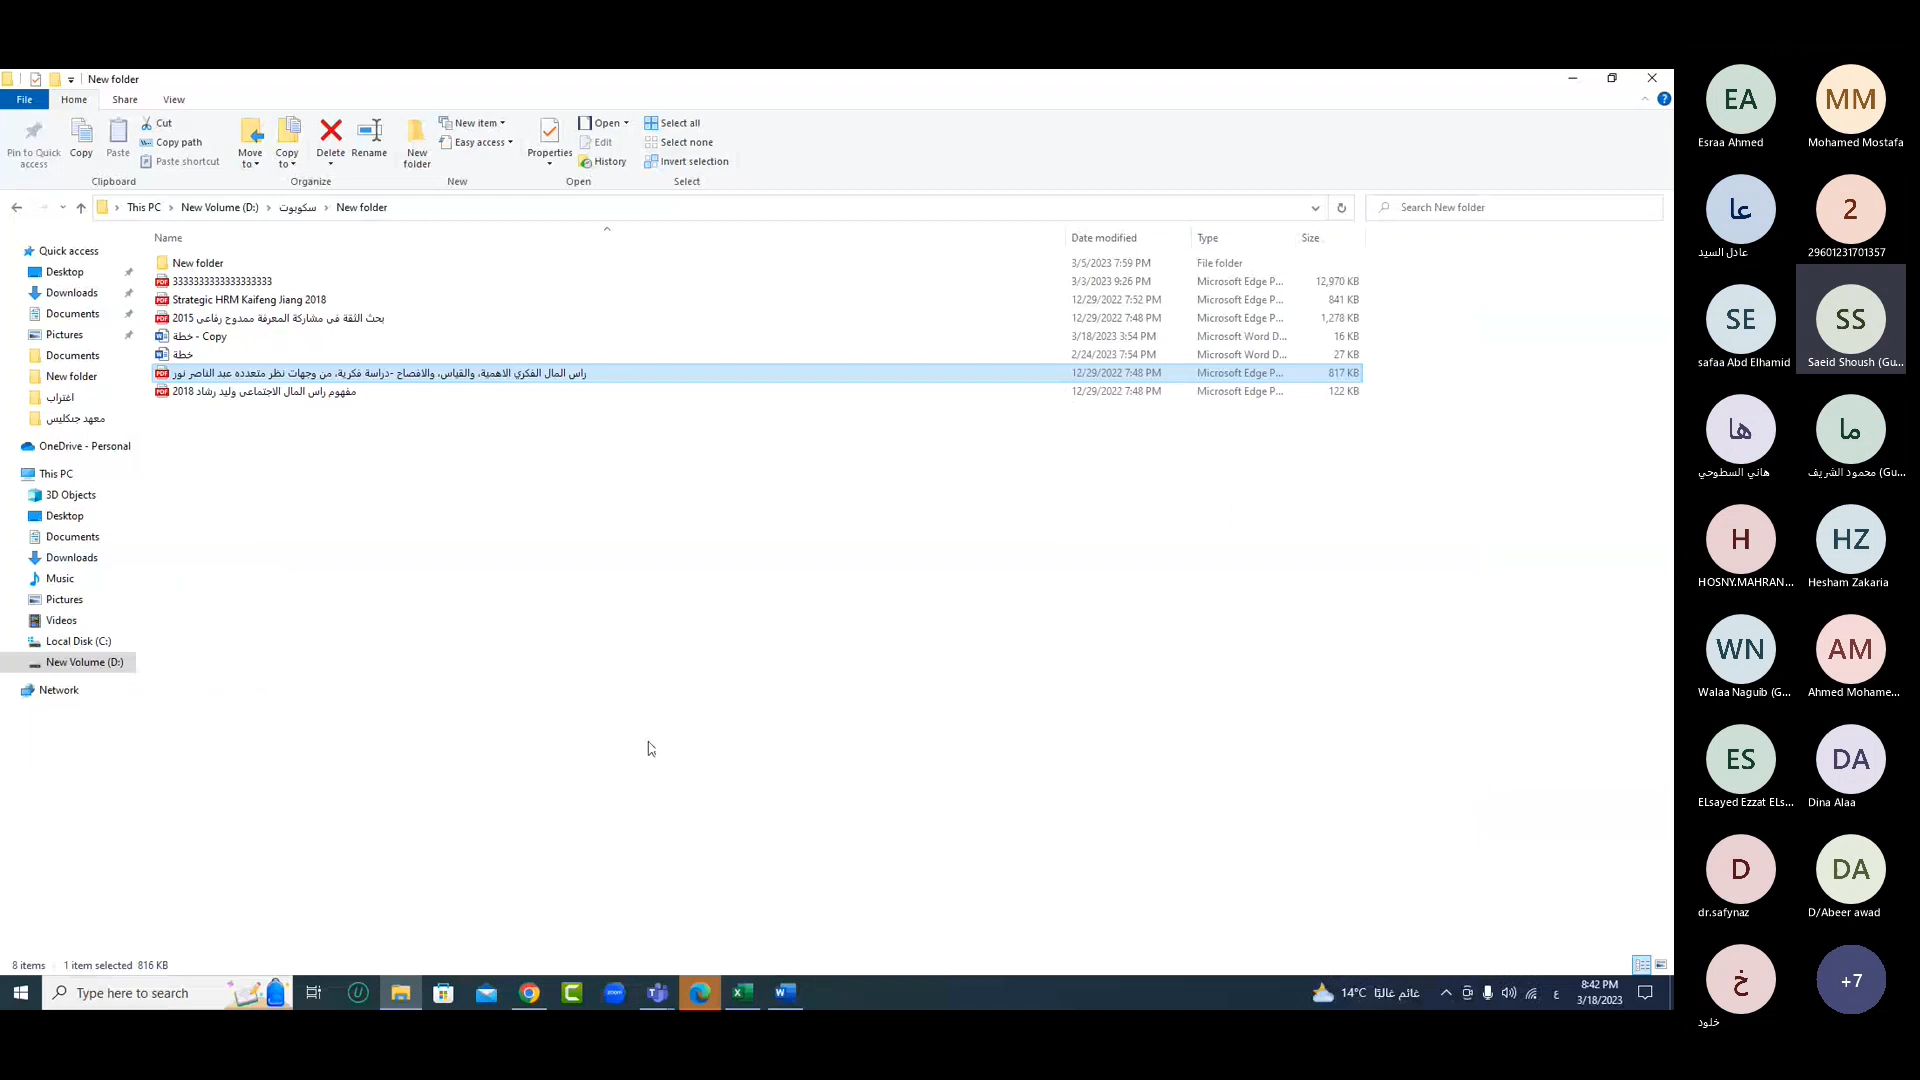 New folder
File Home Share View
Pin to Quick access
Copy
Paste
Cut
Copy path
Paste shortcut
Clipboard
Move to
Copy to
Delete
Rename
Organize
New folder
New item
Easy access
New
Properties
Open
Edit
History
Open
Select all
Select none
Invert selection
Select
This PC > New Volume (D:) > سكوبوت > New folder
Search New folder
Name Date modified Type Size
New folder 3/5/2023 7:59 PM File folder
3333333333333333333 3/3/2023 9:26 PM Microsoft Edge P... 12,970 KB
Strategic HRM Kaifeng Jiang 2018 12/29/2022 7:52 PM Microsoft Edge P... 841 KB
بحث الثقة فى مشاركة المعرفة ممدوح رفاعى 2015 12/29/2022 7:48 PM Microsoft Edge P... 1,278 KB
خطة - Copy 3/18/2023 3:54 PM Microsoft Word D... 16 KB
خطة 2/24/2023 7:54 PM Microsoft Word D... 27 KB
راس المال الفكري الاهمية، والقياس، والافصاح -دراسة فكرية، من وجهات نظر متعدده عبد الناصر نور 12/29/2022 7:48 PM Microsoft Edge P... 817 KB
مفهوم راس المال الاجتماعى وليد رشاد 2018 12/29/2022 7:48 PM Microsoft Edge P... 122 KB
Quick access
Desktop
Downloads
Documents
Pictures
Documents
New folder
اغتراب
معهد جنكليس
OneDrive - Personal
This PC
3D Objects
Desktop
Documents
Downloads
Music
Pictures
Videos
Local Disk (C:)
New Volume (D:)
Network
8 items 1 item selected 816 KB
Type here to search
14°C غائم غالبًا
ع
8:42 PM
3/18/2023
EA MM
Esraa Ahmed Mohamed Mostafa
عا 2
عادل السيد 29601231701357
SE SS
safaa Abd Elhamid Saeid Shoush (Gu...
ها ما
هاني السطوحي محمود الشريف (Gu...
H HZ
HOSNY.MAHRAN... Hesham Zakaria
WN AM
Walaa Naguib (G... Ahmed Mohame...
ES DA
ELsayed Ezzat ELs... Dina Alaa
D DA
dr.safynaz D/Abeer awad
خ +7
خلود